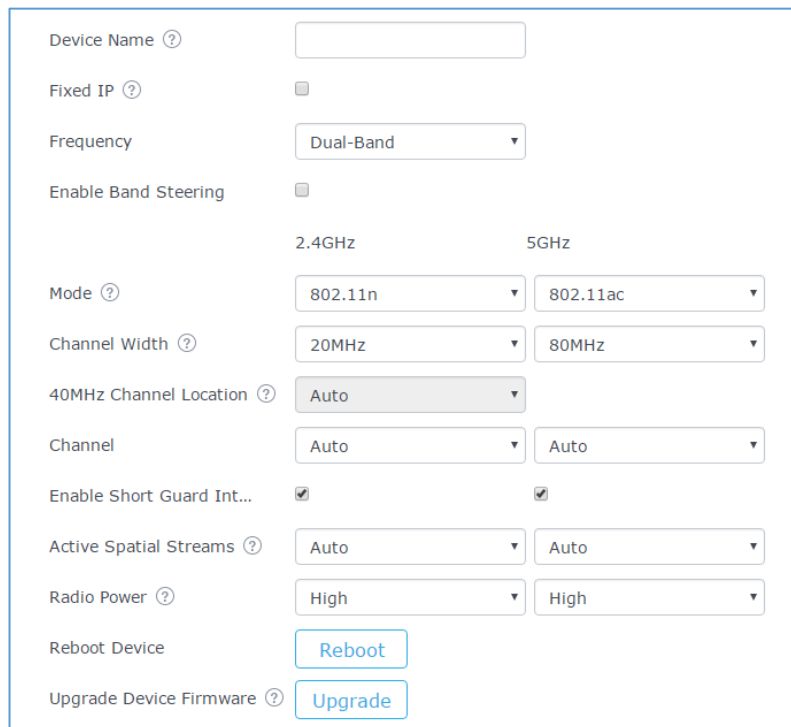 Device Name ?
Fixed IP ?
Frequency Dual-Band
Enable Band Steering
2.4GHz 5GHz
Mode ? 802.11n 802.11ac
Channel Width ? 20MHz 80MHz
40MHz Channel Location ? Auto
Channel Auto Auto
Enable Short Guard Int...
Active Spatial Streams ? Auto Auto
Radio Power ? High High
Reboot Device Reboot
Upgrade Device Firmware ? Upgrade